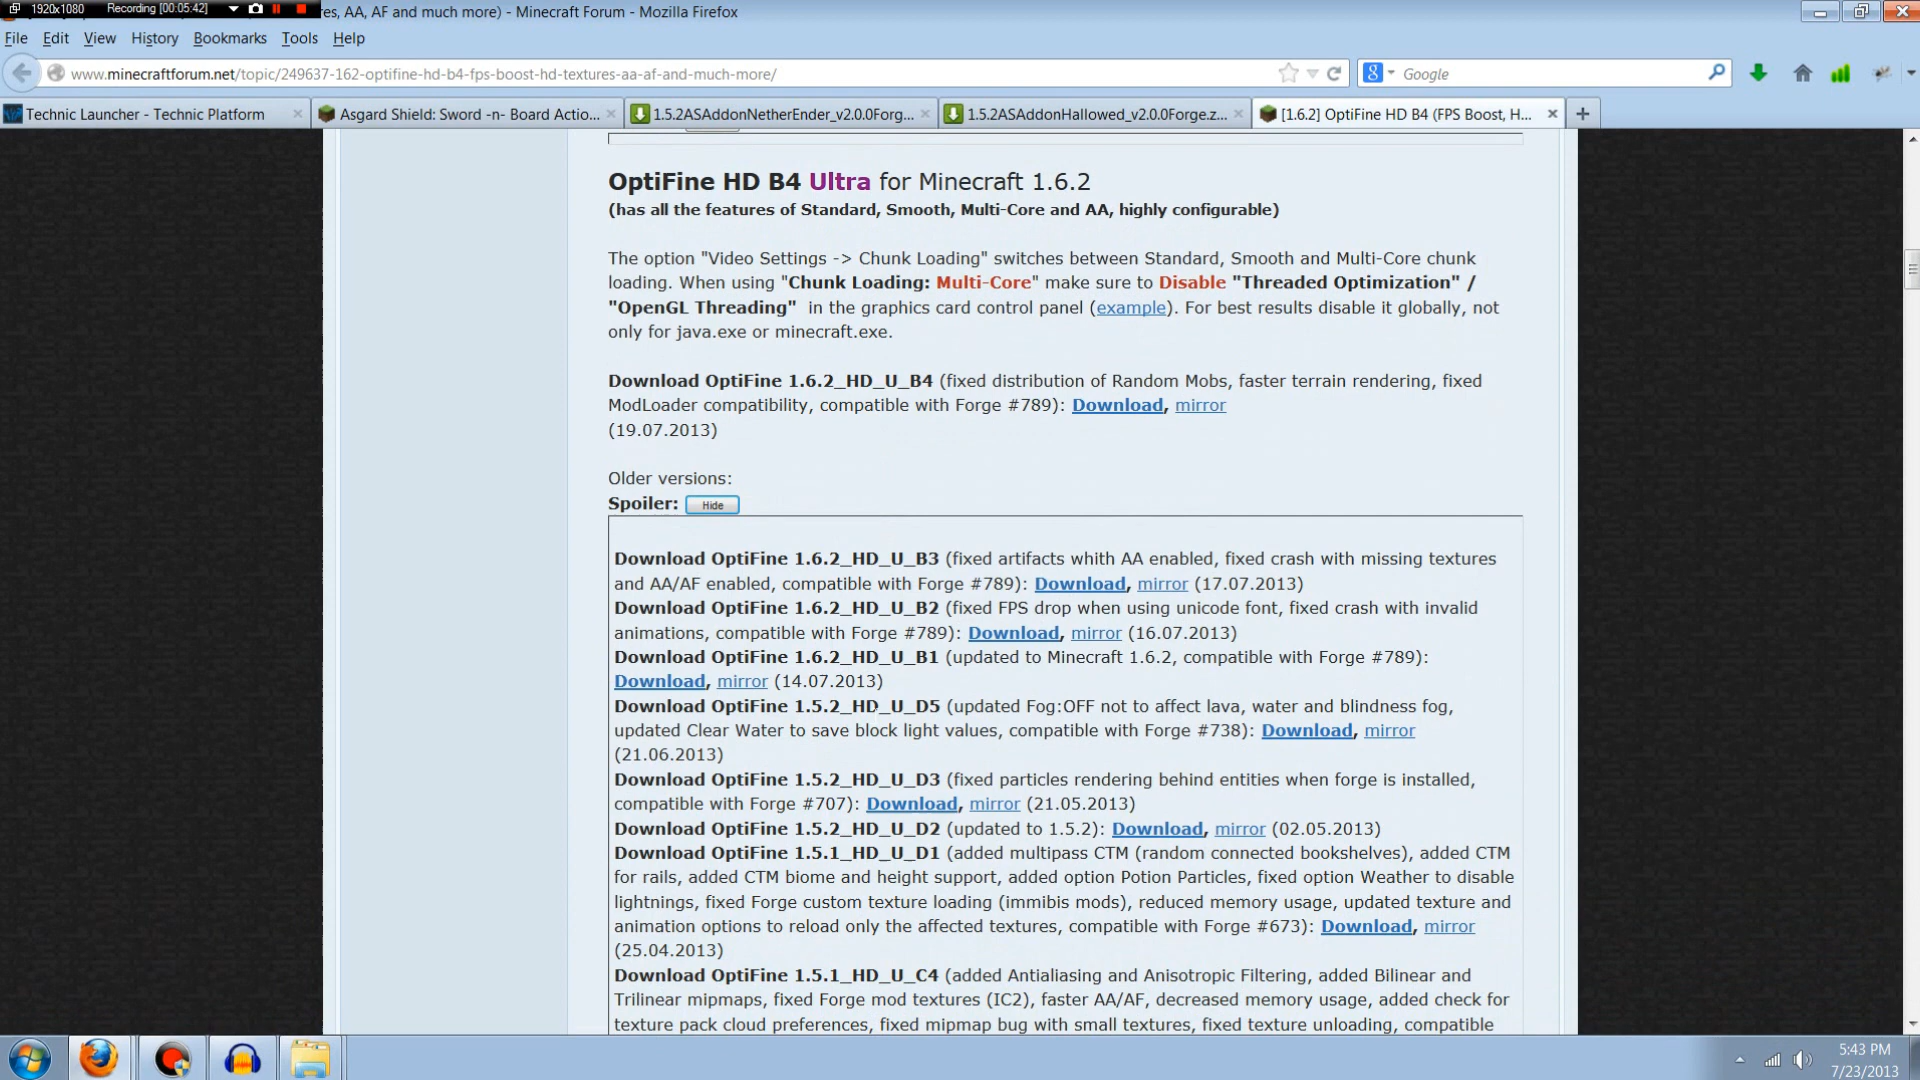 1920x1080 Recording [00:05:42] es, AA, AF and much more) - Minecraft Forum - Mozilla Firefox
File Edit View History Bookmarks Tools Help
www.minecraftforum.net/topic/249637-162-optifine-hd-b4-fps-boost-hd-textures-aa-af-and-much-more/ Google
Technic Launcher - Technic Platform Asgard Shield: Sword -n- Board Actio... 1.5.2ASAddonNetherEnder_v2.0.0Forg... 1.5.2ASAddonHallowed_v2.0.0Forge.z... [1.6.2] OptiFine HD B4 (FPS Boost, H...
OptiFine HD B4 Ultra for Minecraft 1.6.2
(has all the features of Standard, Smooth, Multi-Core and AA, highly configurable)
The option "Video Settings -> Chunk Loading" switches between Standard, Smooth and Multi-Core chunk
loading. When using "Chunk Loading: Multi-Core" make sure to Disable "Threaded Optimization" /
"OpenGL Threading" in the graphics card control panel (example). For best results disable it globally, not
only for java.exe or minecraft.exe.
Download OptiFine 1.6.2_HD_U_B4 (fixed distribution of Random Mobs, faster terrain rendering, fixed
ModLoader compatibility, compatible with Forge #789): Download, mirror
(19.07.2013)
Older versions:
Spoiler: Hide
Download OptiFine 1.6.2_HD_U_B3 (fixed artifacts whith AA enabled, fixed crash with missing textures
and AA/AF enabled, compatible with Forge #789): Download, mirror (17.07.2013)
Download OptiFine 1.6.2_HD_U_B2 (fixed FPS drop when using unicode font, fixed crash with invalid
animations, compatible with Forge #789): Download, mirror (16.07.2013)
Download OptiFine 1.6.2_HD_U_B1 (updated to Minecraft 1.6.2, compatible with Forge #789):
Download, mirror (14.07.2013)
Download OptiFine 1.5.2_HD_U_D5 (updated Fog:OFF not to affect lava, water and blindness fog,
updated Clear Water to save block light values, compatible with Forge #738): Download, mirror
(21.06.2013)
Download OptiFine 1.5.2_HD_U_D3 (fixed particles rendering behind entities when forge is installed,
compatible with Forge #707): Download, mirror (21.05.2013)
Download OptiFine 1.5.2_HD_U_D2 (updated to 1.5.2): Download, mirror (02.05.2013)
Download OptiFine 1.5.1_HD_U_D1 (added multipass CTM (random connected bookshelves), added CTM
for rails, added CTM biome and height support, added option Potion Particles, fixed option Weather to disable
lightnings, fixed Forge custom texture loading (immibis mods), reduced memory usage, updated texture and
animation options to reload only the affected textures, compatible with Forge #673): Download, mirror
(25.04.2013)
Download OptiFine 1.5.1_HD_U_C4 (added Antialiasing and Anisotropic Filtering, added Bilinear and
Trilinear mipmaps, fixed Forge mod textures (IC2), faster AA/AF, decreased memory usage, added check for
texture pack cloud preferences, fixed mipmap bug with small textures, fixed texture unloading, compatible
5:43 PM
7/23/2013